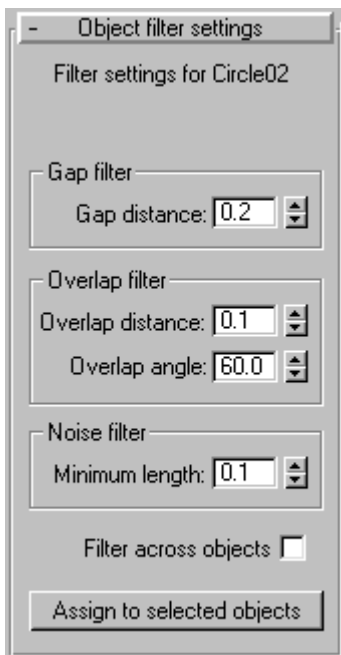 - Object filter settings
Filter settings for Circle02
Gap filter
Gap distance: 0.2
Overlap filter
Overlap distance: 0.1
Overlap angle: 60.0
Noise filter
Minimum length: 0.1
Filter across objects
Assign to selected objects